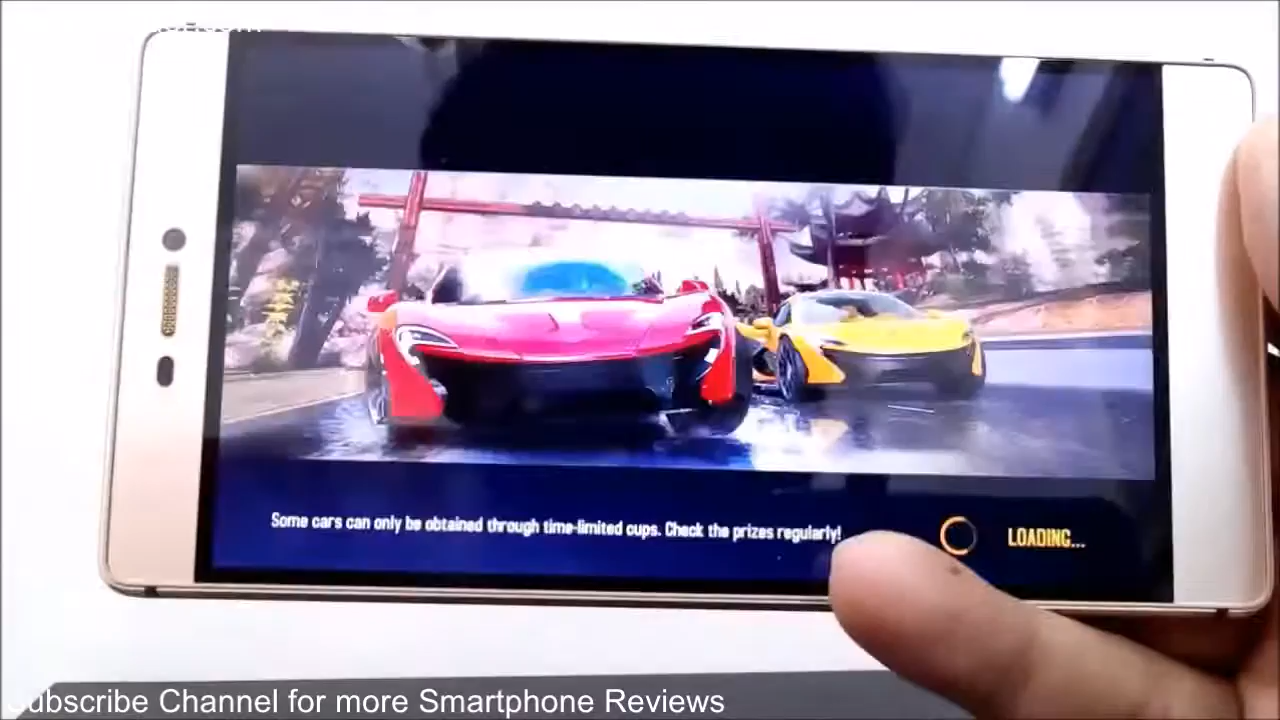 Some cars can only be obtained through time-limited cups. Check the prizes regularly!
LOADING...
Subscribe Channel for more Smartphone Reviews